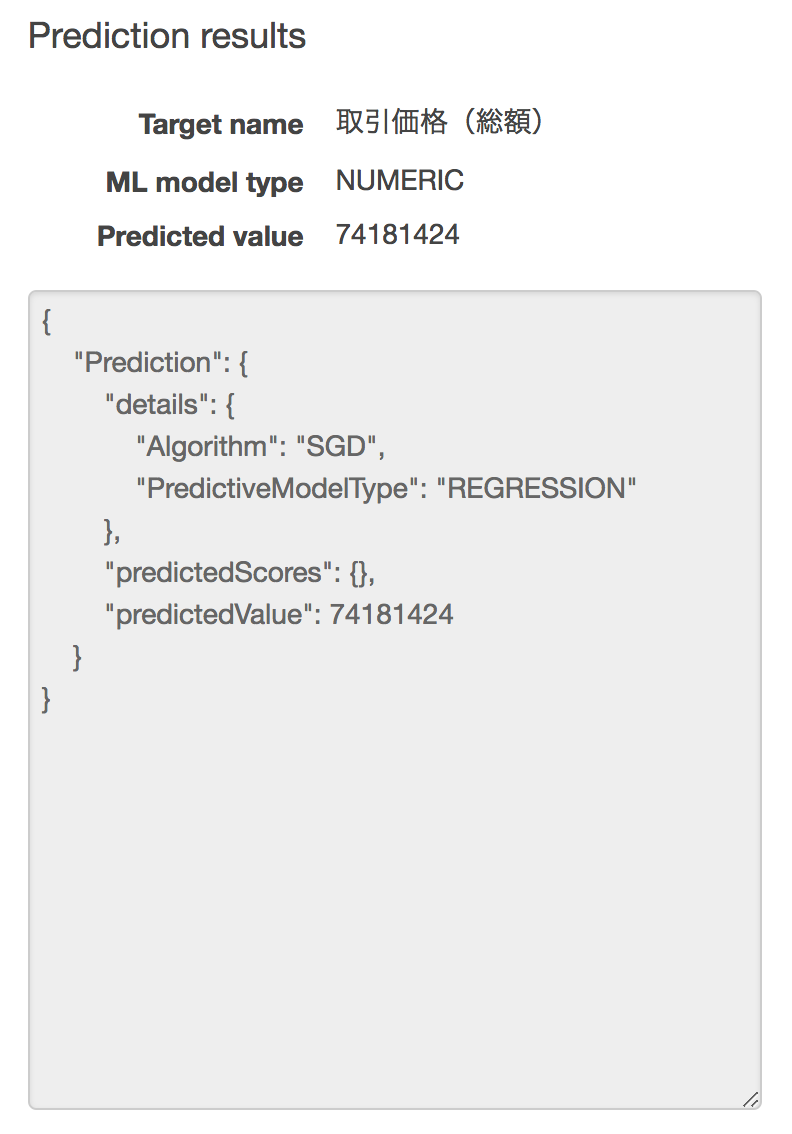 Prediction results
Target name 取引価格（総額）
ML model type NUMERIC
Predicted value 74181424
{
"Prediction": {
"details": {
"Algorithm": "SGD",
"PredictiveModelType": "REGRESSION"
},
"predictedScores": {},
"predictedValue": 74181424
}
}